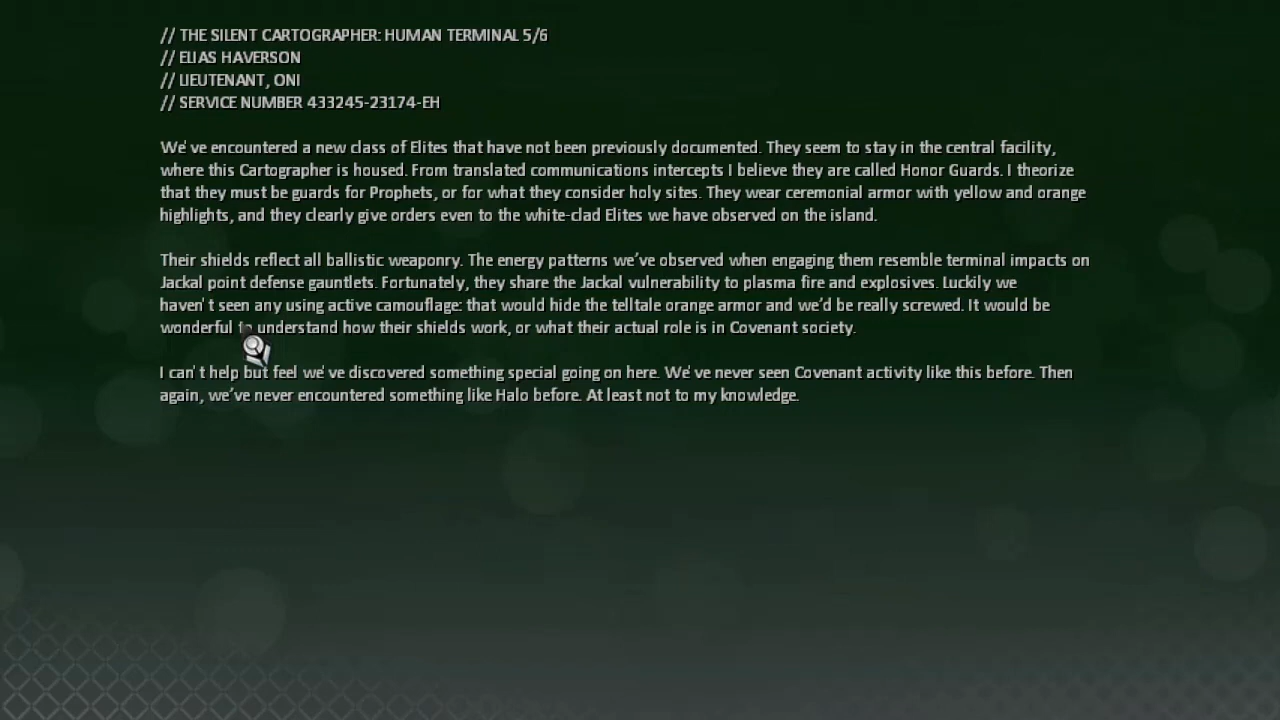 // THE SILENT CARTOGRAPHER: HUMAN TERMINAL 5/6
// ELIAS HAVERSON
// LIEUTENANT, ONI
// SERVICE NUMBER 433245-23174-EH
We've encountered a new class of Elites that have not been previously documented. They seem to stay in the central facility,
where this Cartographer is housed. From translated communications intercepts I believe they are called Honor Guards. I theorize
that they must be guards for Prophets, or for what they consider holy sites. They wear ceremonial armor with yellow and orange
highlights, and they clearly give orders even to the white-clad Elites we have observed on the island.
Their shields reflect all ballistic weaponry. The energy patterns we've observed when engaging them resemble terminal impacts on
Jackal point defense gauntlets. Fortunately, they share the Jackal vulnerability to plasma fire and explosives. Luckily we
haven't seen any using active camouflage: that would hide the telltale orange armor and we'd be really screwed. It would be
wonderful to understand how their shields work, or what their actual role is in Covenant society.
I can't help but feel we've discovered something special going on here. We've never seen Covenant activity like this before. Then
again, we've never encountered something like Halo before. At least not to my knowledge.